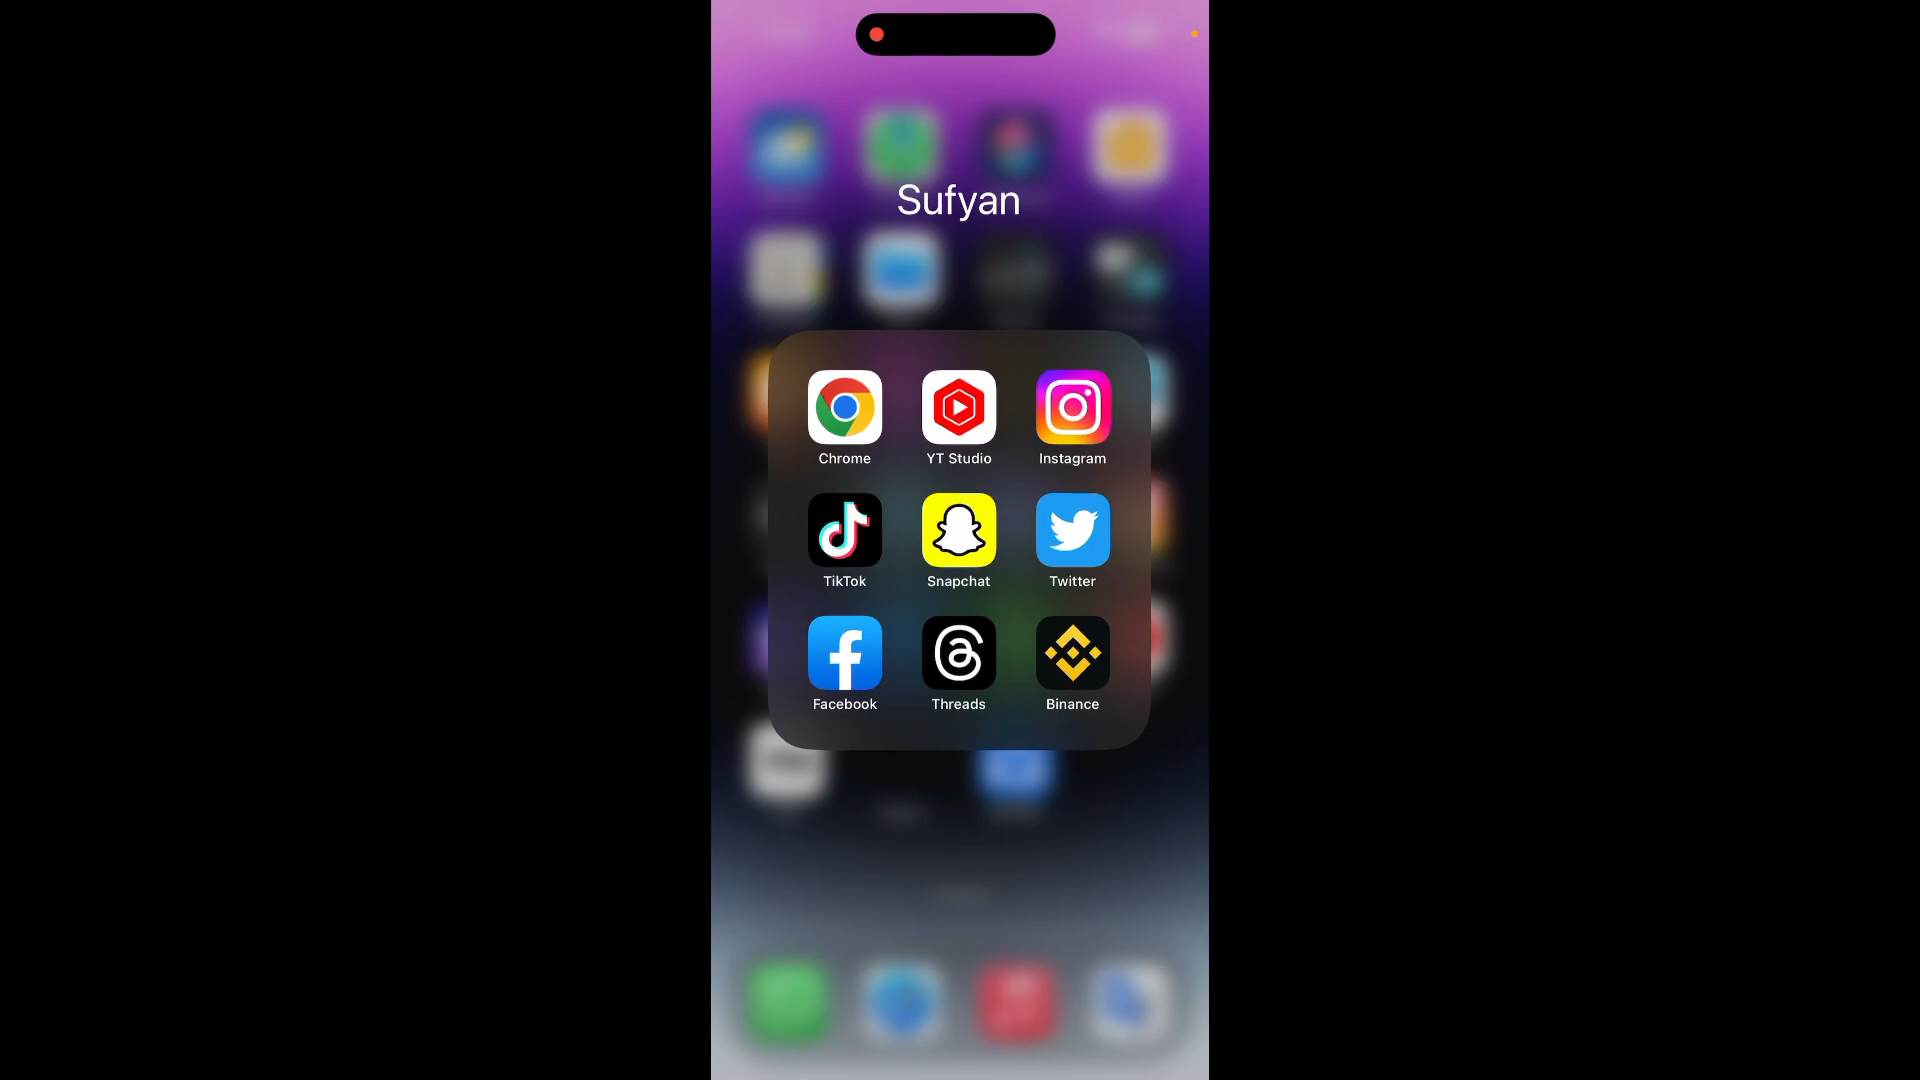 Sufyan
Chrome
YT Studio
Instagram
TikTok
Snapchat
Twitter
Facebook
Threads
Binance